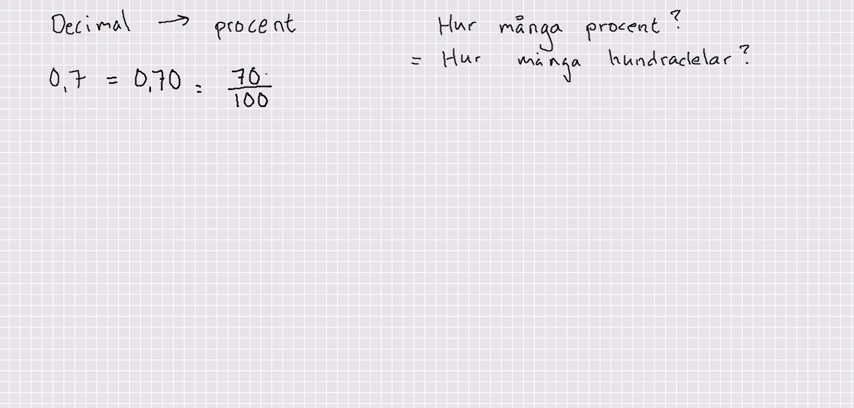 Decimal → procent
0,7 = 0,70 = 70/100
Hur många procent?
= Hur många hundradelar?